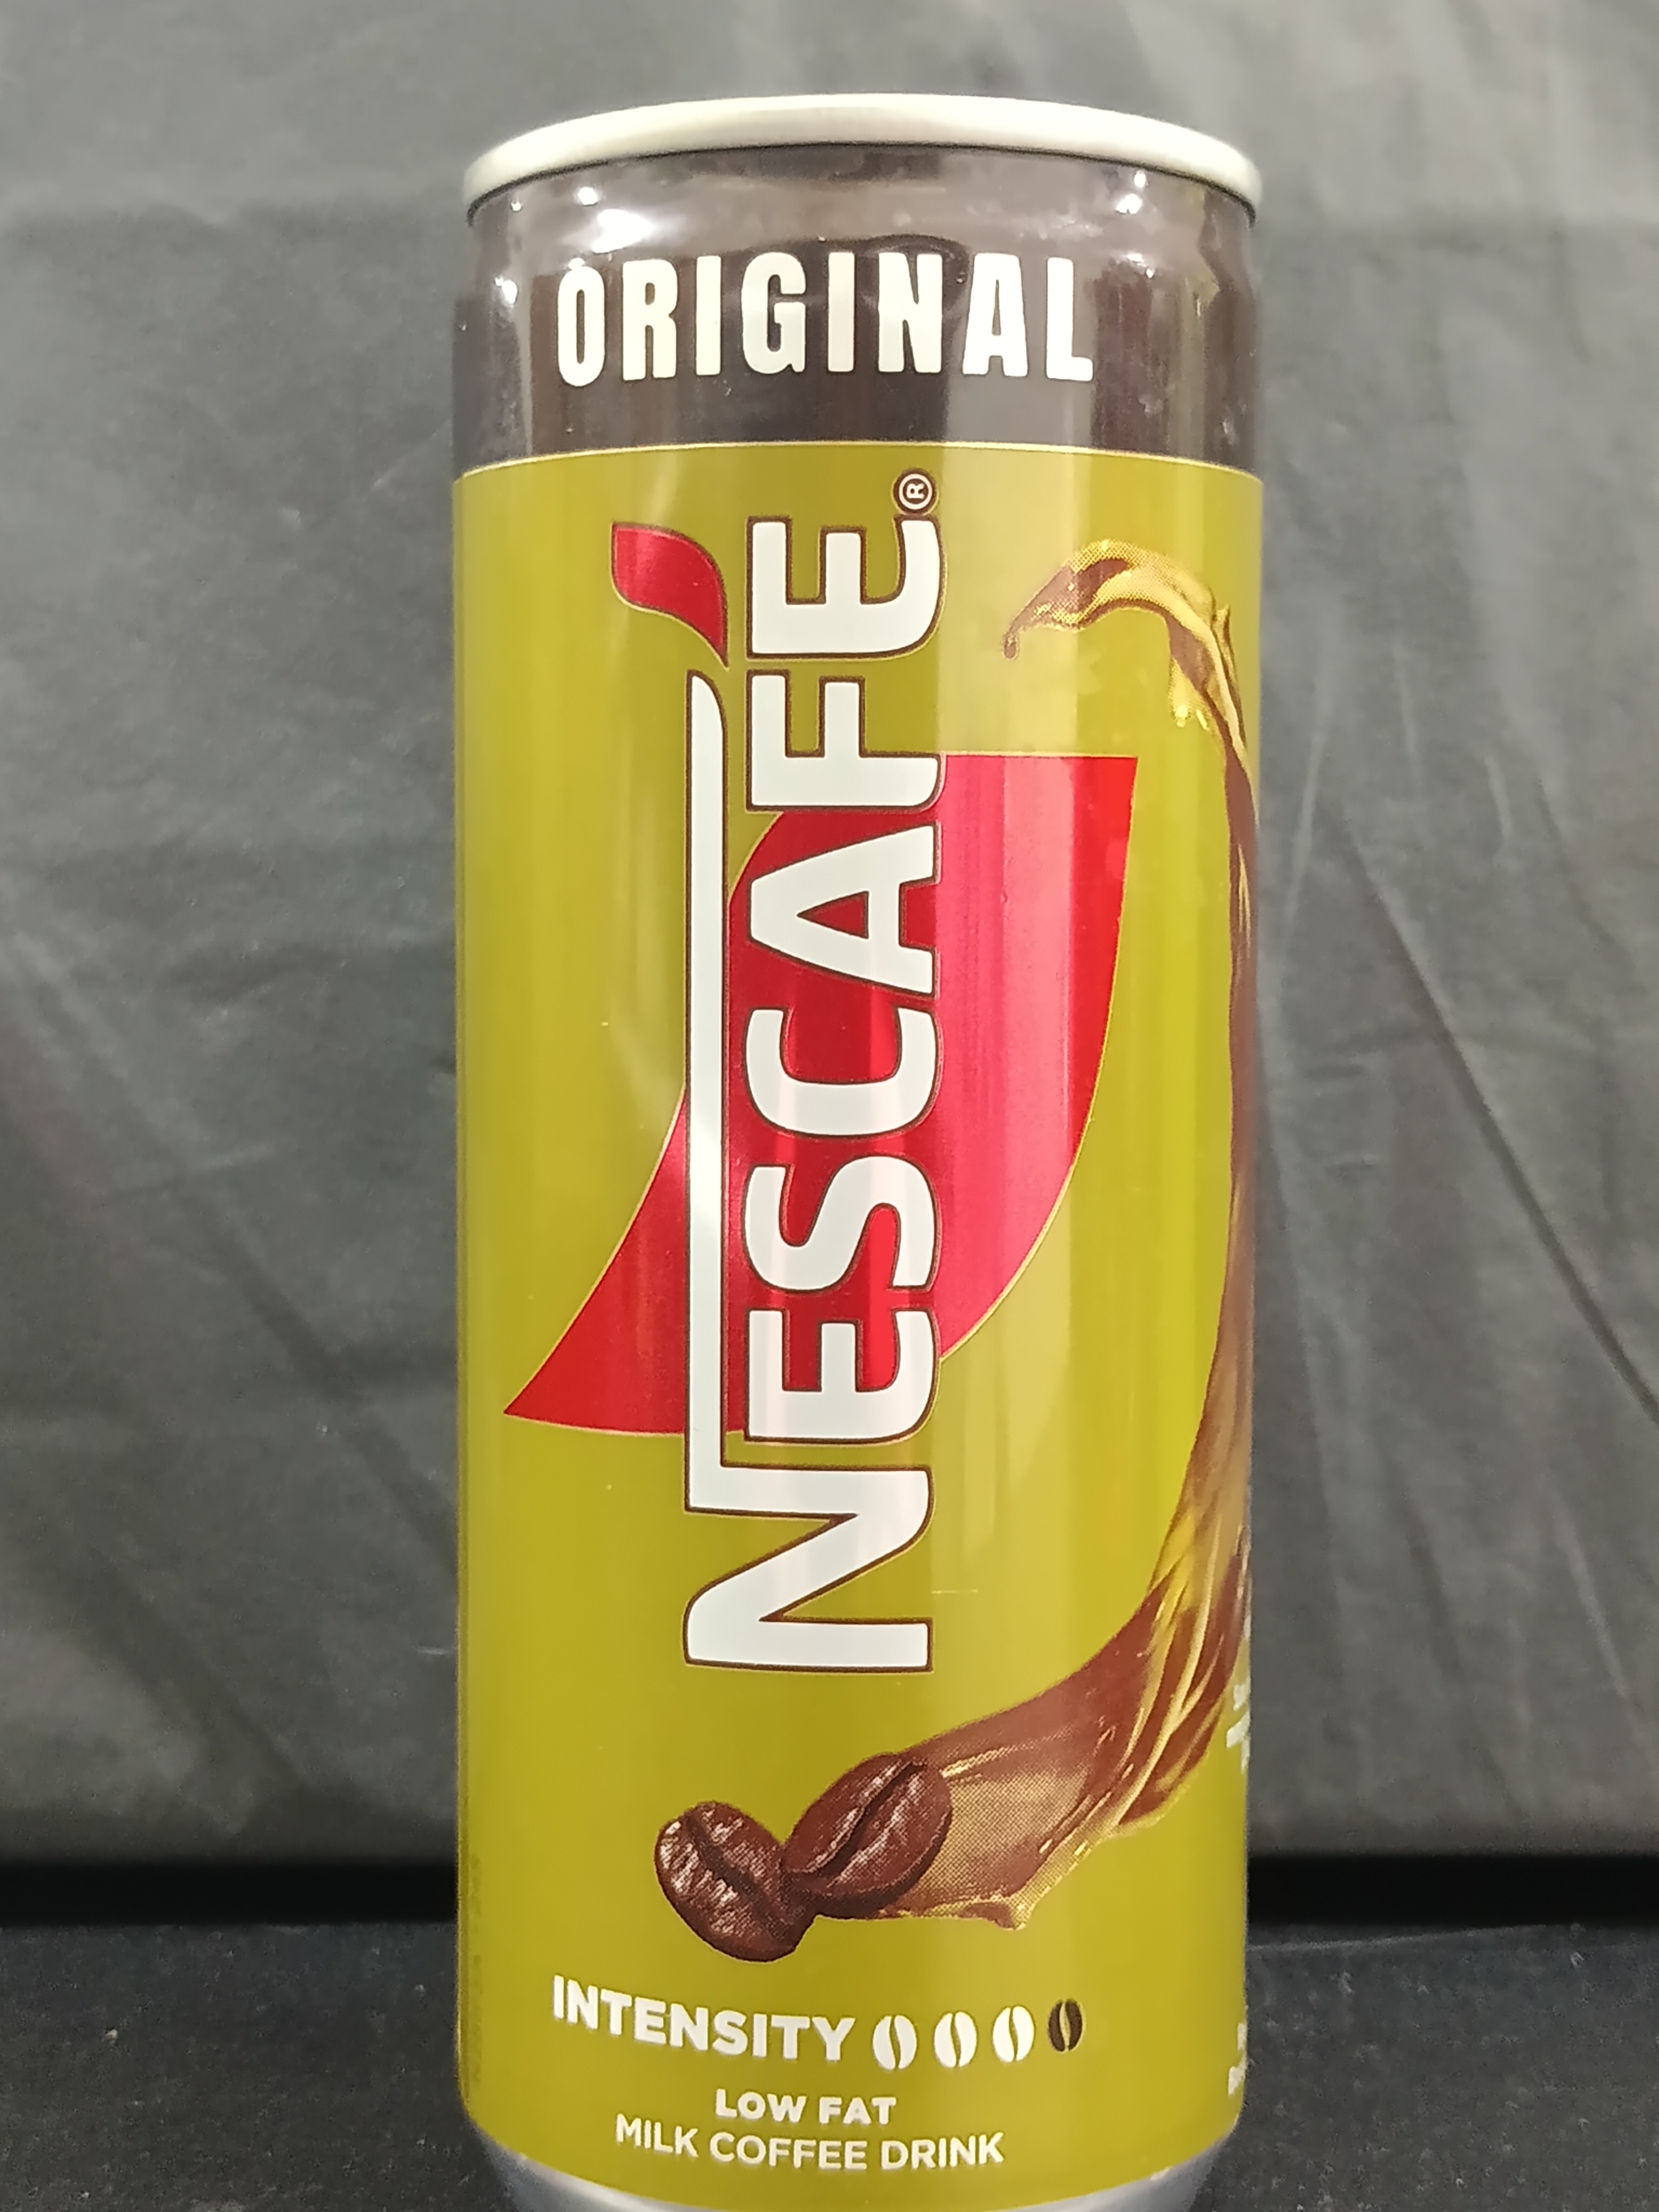 ORIGINAL
NESCAFÉ®
INTENSITY
LOW FAT
MILK COFFEE DRINK